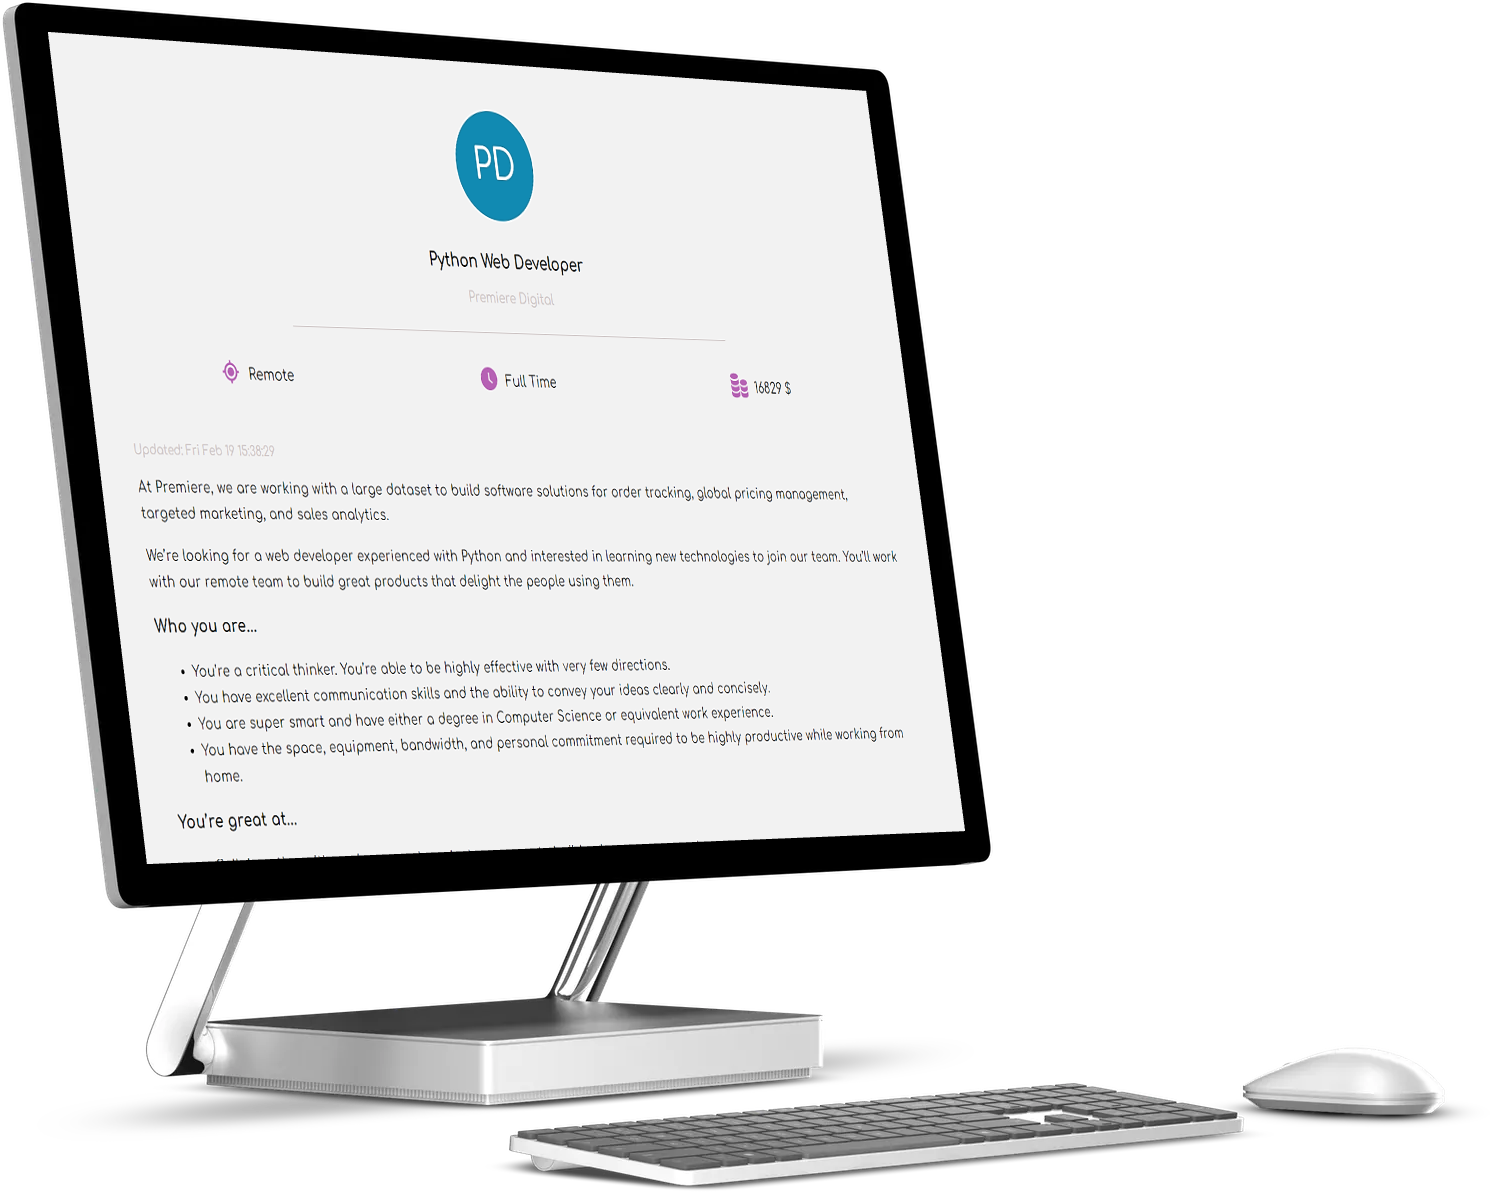 PD
Python Web Developer
Premiere Digital
Remote
Full Time
16829 $
Updated: Fri Feb 19 15:38:29
At Premiere, we are working with a large dataset to build software solutions for order tracking, global pricing management,
targeted marketing, and sales analytics.
We're looking for a web developer experienced with Python and interested in learning new technologies to join our team. You'll work
with our remote team to build great products that delight the people using them.
Who you are...
• You're a critical thinker. You're able to be highly effective with very few directions.
• You have excellent communication skills and the ability to convey your ideas clearly and concisely.
• You are super smart and have either a degree in Computer Science or equivalent work experience.
• You have the space, equipment, bandwidth, and personal commitment required to be highly productive while working from
home.
You're great at...